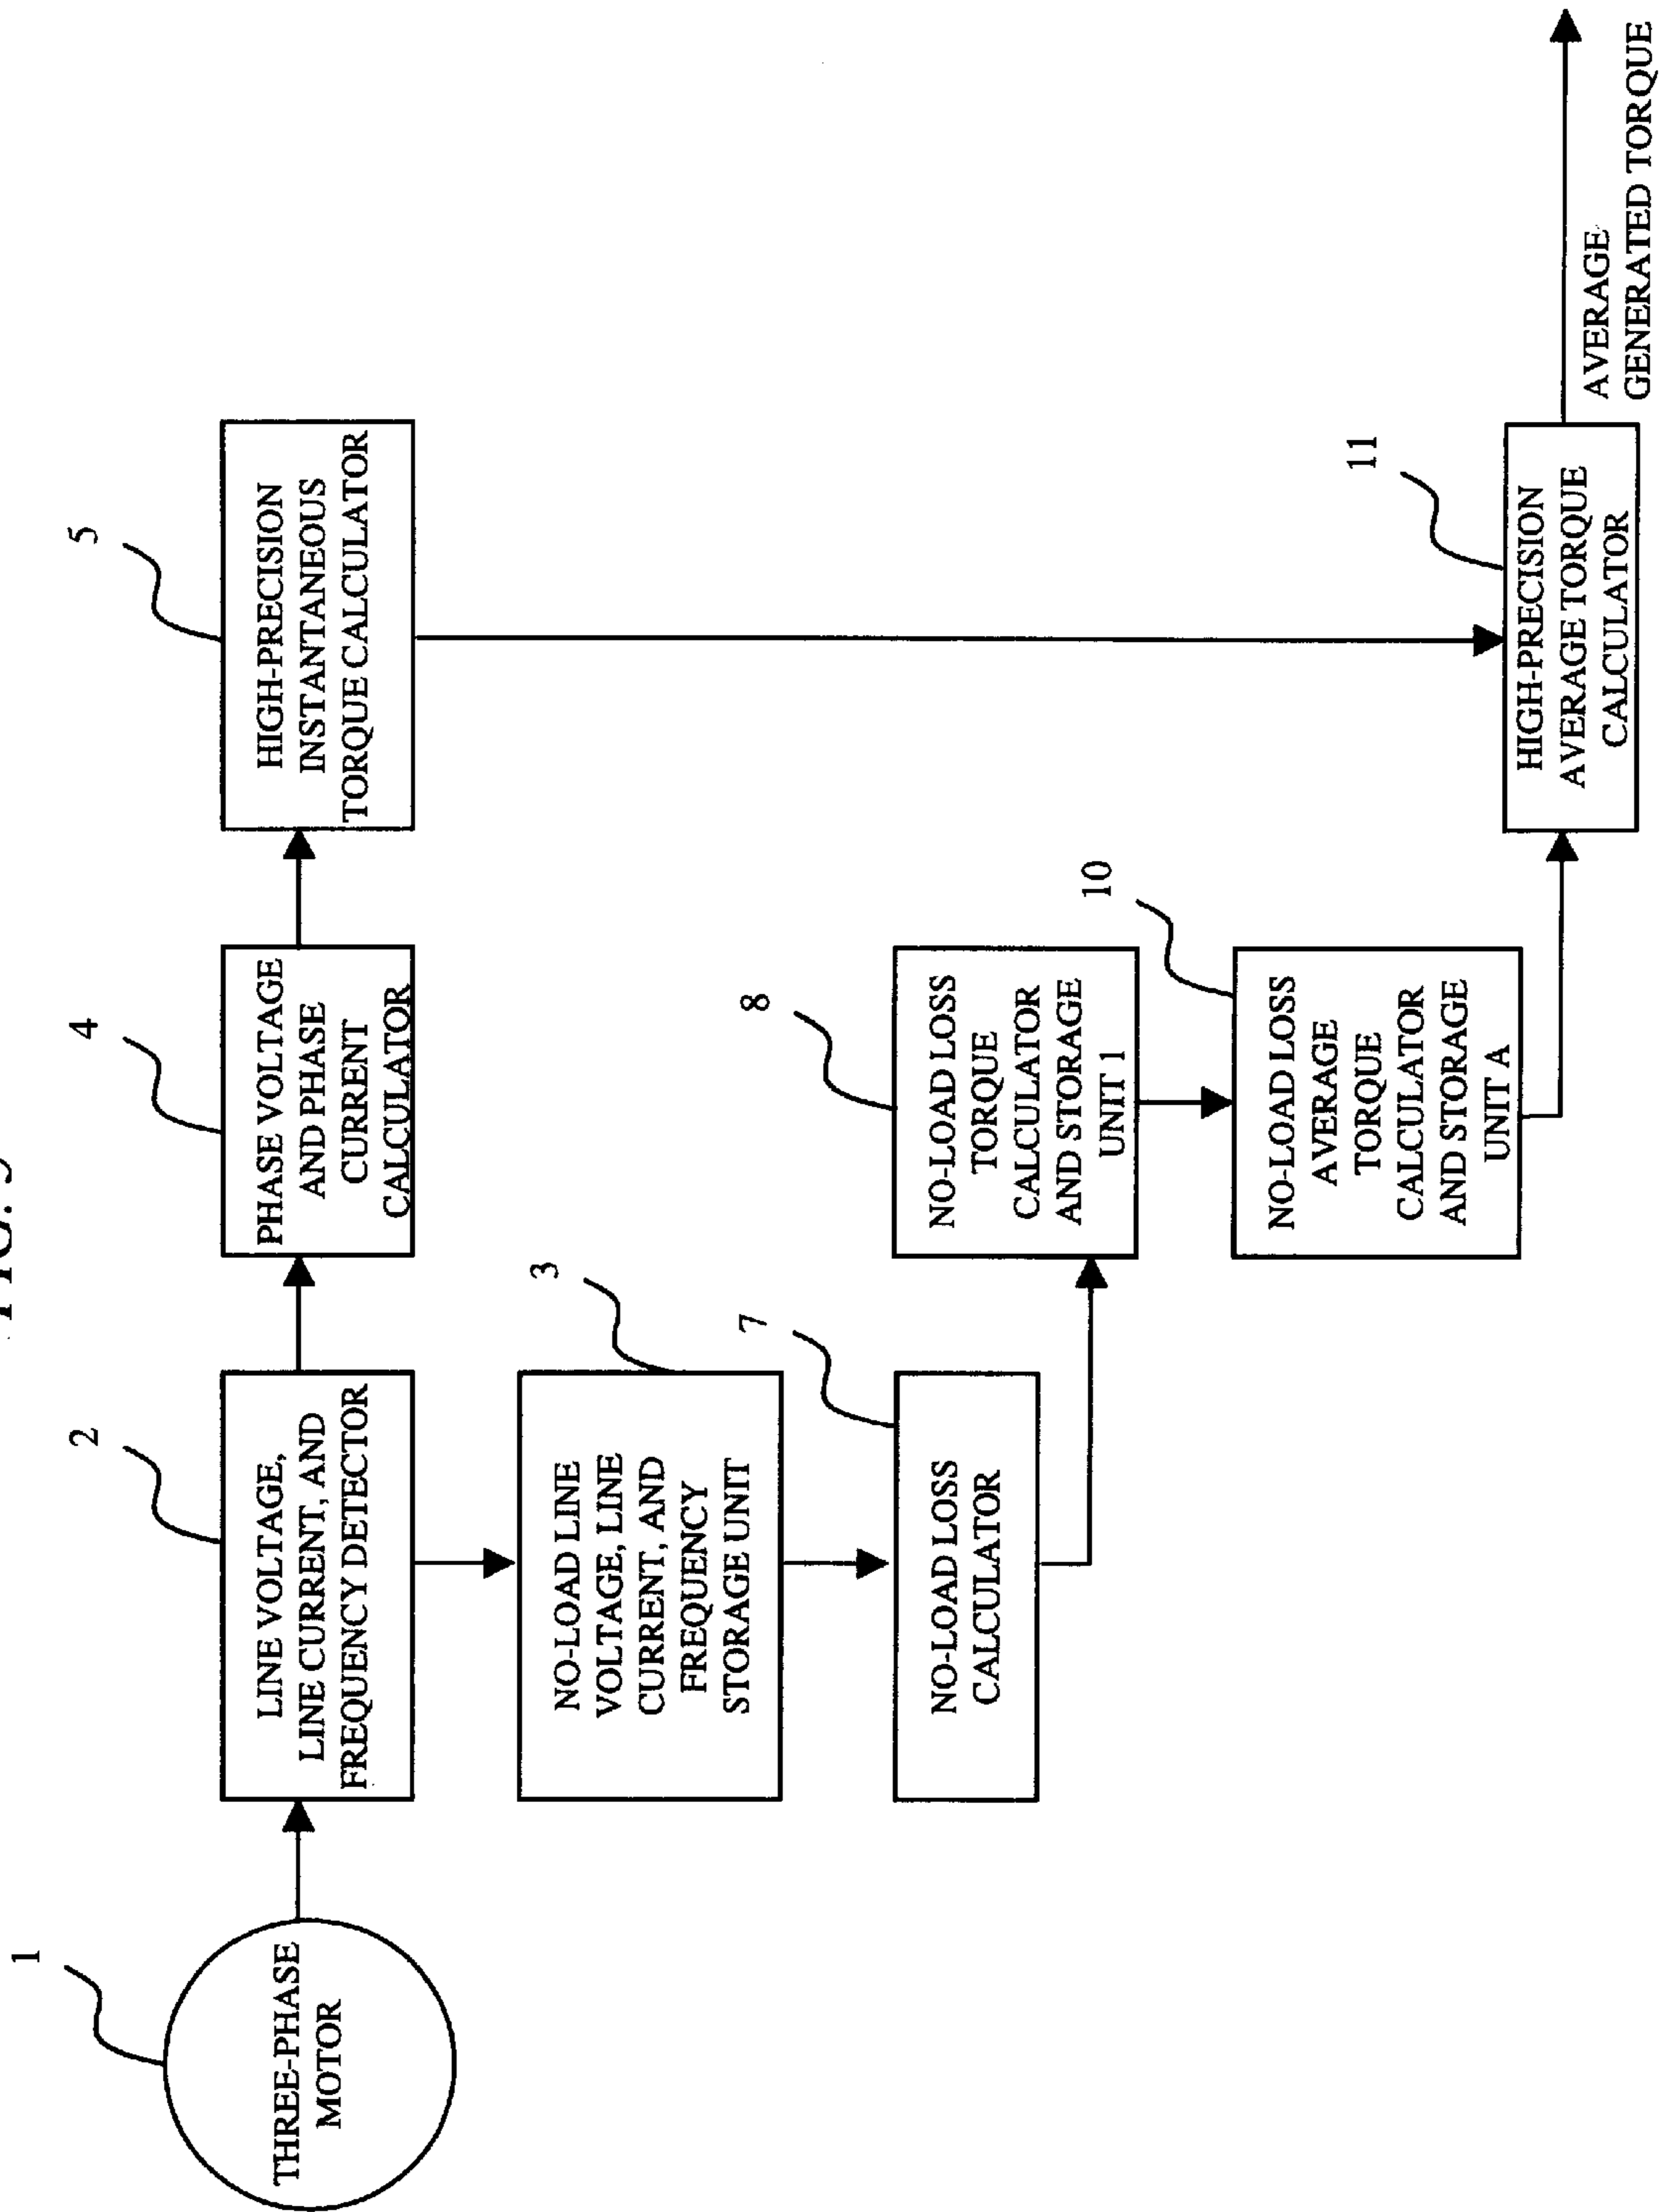 FIG.
1
THREE-PHASE
MOTOR
2
LINE VOLTAGE,
LINE CURRENT, AND
FREQUENCY DETECTOR
4
PHASE VOLTAGE
AND PHASE
CURRENT
CALCULATOR
5
HIGH-PRECISION
INSTANTANEOUS
TORQUE CALCULATOR
3
NO-LOAD LINE
VOLTAGE, LINE
CURRENT, AND
FREQUENCY
STORAGE UNIT
7
NO-LOAD LOSS
CALCULATOR
8
NO-LOAD LOSS
TORQUE
CALCULATOR
AND STORAGE
UNIT 1
10
NO-LOAD LOSS
AVERAGE
TORQUE
CALCULATOR
AND STORAGE
UNIT A
11
HIGH-PRECISION
AVERAGE TORQUE
CALCULATOR
AVERAGE
GENERATED TORQUE